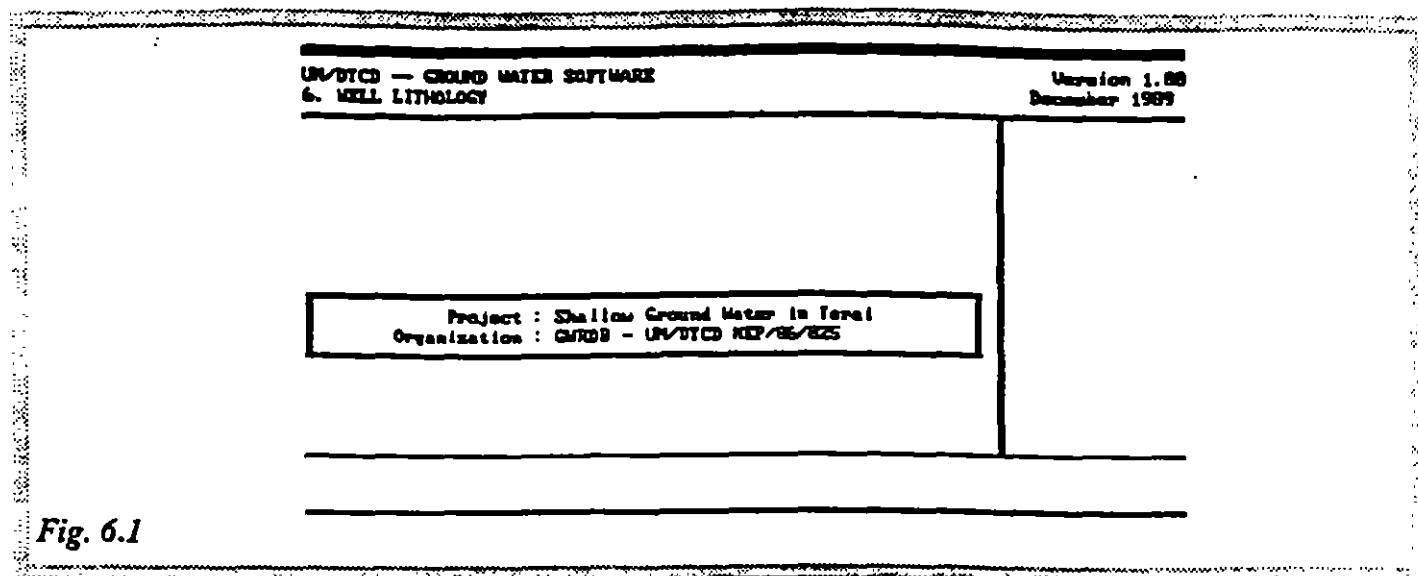 UN/DTCD — GROUND WATER SOFTWARE
Version 1.00
6. WELL LITHOLOGY
December 1989
Project : Shallow Ground Water in Terai
Organization : GWRDB - UN/DTCD NEP/86/025
Fig. 6.1